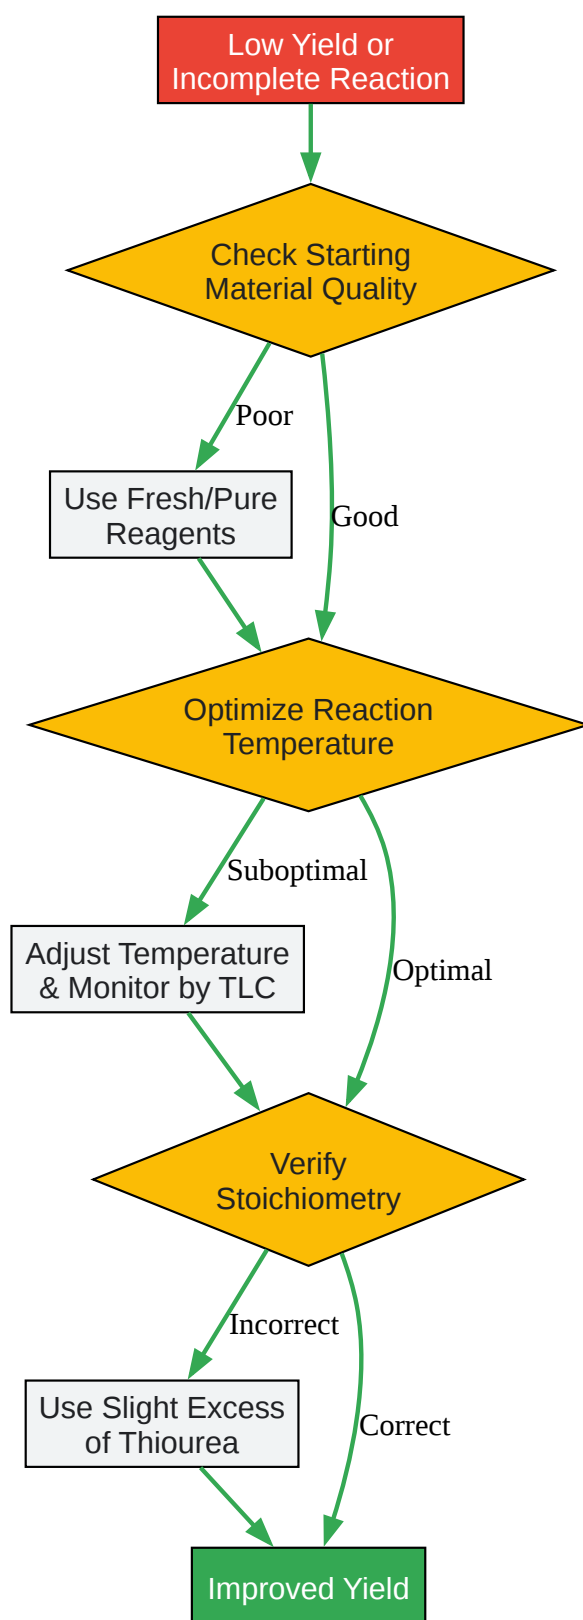 Low Yield or
Incomplete Reaction
Check Starting
Material Quality
Poor
Use Fresh/Pure
Reagents
Good
Optimize Reaction
Temperature
Suboptimal
Adjust Temperature
& Monitor by TLC
Optimal
Verify
Stoichiometry
Incorrect
Use Slight Excess
of Thiourea
Correct
Improved Yield